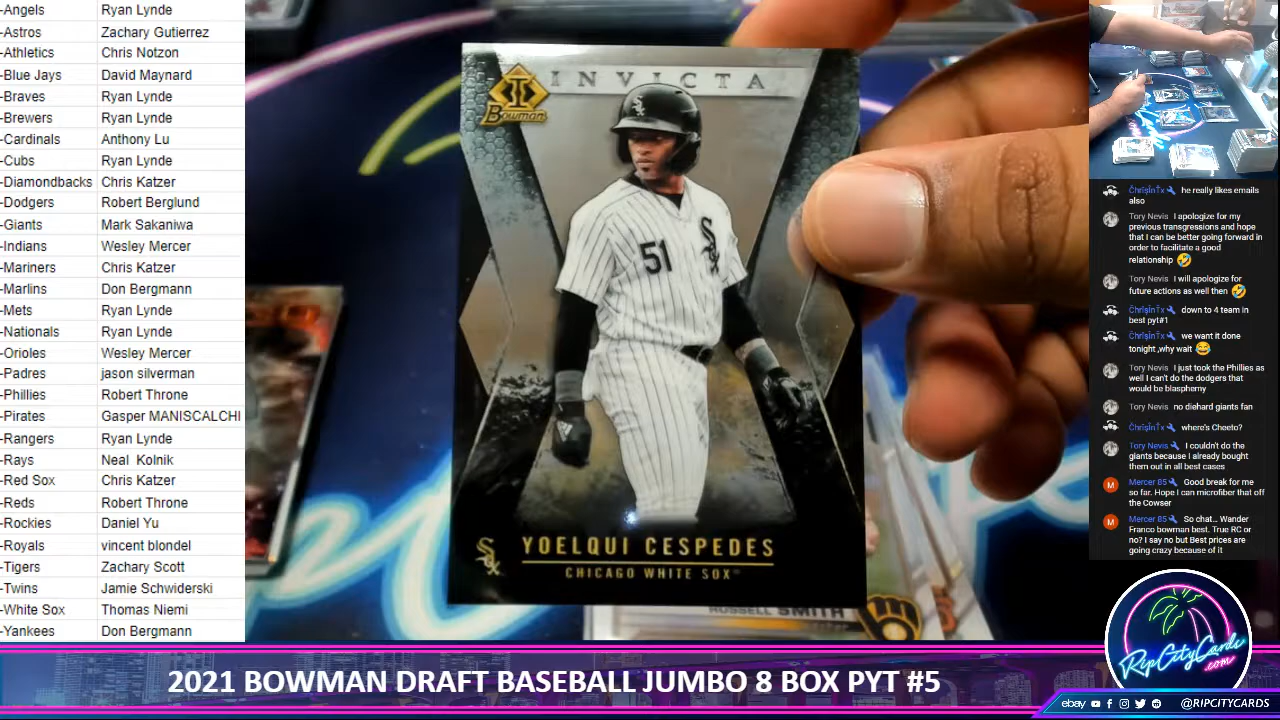 -Angels Ryan Lynde
-Astros Zachary Gutierrez
-Athletics Chris Notzon
-Blue Jays David Maynard
-Braves Ryan Lynde
-Brewers Ryan Lynde
-Cardinals Anthony Lu
-Cubs Ryan Lynde
-Diamondbacks Chris Katzer
-Dodgers Robert Berglund
-Giants Mark Sakaniwa
-Indians Wesley Mercer
-Mariners Chris Katzer
-Marlins Don Bergmann
-Mets Ryan Lynde
-Nationals Ryan Lynde
-Orioles Wesley Mercer
-Padres jason silverman
-Phillies Robert Throne
-Pirates Gasper MANISCALCHI
-Rangers Ryan Lynde
-Rays Neal Kolnik
-Red Sox Chris Katzer
-Reds Robert Throne
-Rockies Daniel Yu
-Royals vincent blondel
-Tigers Zachary Scott
-Twins Jamie Schwiderski
-White Sox Thomas Niemi
-Yankees Don Bergmann
INVICTA
Bowman
Sox
51
Sox
YOELQUI CESPEDES
CHICAGO WHITE SOX
RUSSELL SMITH
he really likes emails
also
Tory Nevis I apologize for my
previous transgressions and hope
that I can be better going forward in
order to facilitate a good
relationship 🤣
Tory Nevis I will apologize for
future actions as well then 🤣
down to 4 team in
best pyt#1
we want it done
tonight ,why wait 😂
Tory Nevis I just took the Phillies as
well I can't do the dodgers that
would be blasphemy
Tory Nevis no diehard giants fan
where's Cheeto?
Tory Nevis I couldn't do the
giants because I already bought
them out in all best cases
M Mercer 85 Good break for me
so far. Hope I can microfiber that off
the Cowser
M Mercer 85 So chat... Wander
Franco bowman best. True RC or
no? I say no but Best prices are
going crazy because of it
RipCityCards
.com
2021 BOWMAN DRAFT BASEBALL JUMBO 8 BOX PYT #5
ebay @RIPCITYCARDS